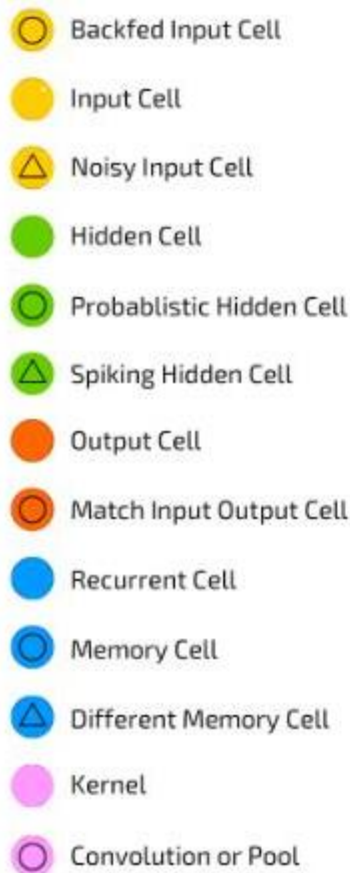 Backfed Input Cell
Input Cell
Noisy Input Cell
Hidden Cell
Probablistic Hidden Cell
Spiking Hidden Cell
Output Cell
Match Input Output Cell
Recurrent Cell
Memory Cell
Different Memory Cell
Kernel
Convolution or Pool